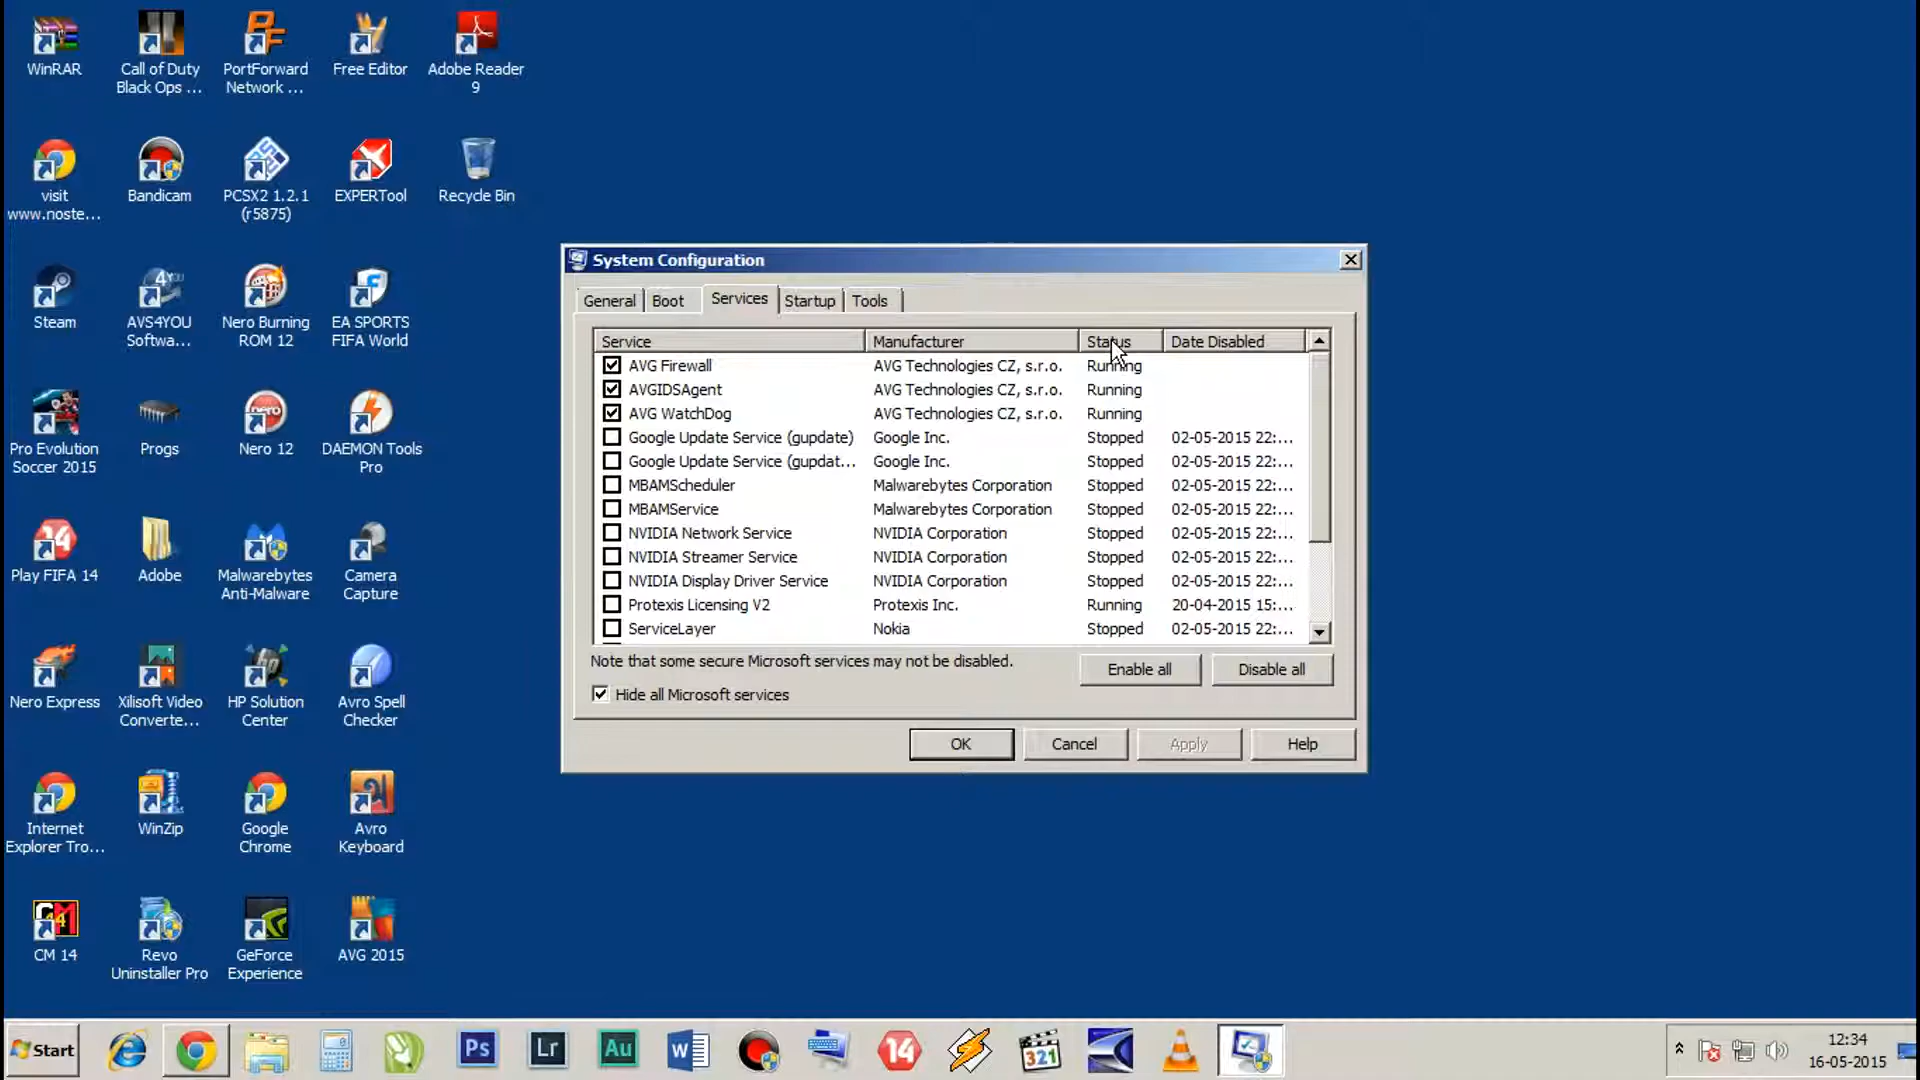 WinRAR
Call of Duty
Black Ops ...
PortForward
Network ...
Free Editor
Adobe Reader
9
visit
www.noste...
Bandicam
PCSX2 1.2.1
(r5875)
EXPERTool
Recycle Bin
Steam
AVS4YOU
Softwa...
Nero Burning
ROM 12
EA SPORTS
FIFA World
Pro Evolution
Soccer 2015
Progs
Nero 12
DAEMON Tools
Pro
Play FIFA 14
Adobe
Malwarebytes
Anti-Malware
Camera
Capture
Nero Express
Xilisoft Video
Converte...
HP Solution
Center
Avro Spell
Checker
Internet
Explorer Tro...
WinZip
Google
Chrome
Avro
Keyboard
CM 14
Revo
Uninstaller Pro
GeForce
Experience
AVG 2015
System Configuration
General Boot Services Startup Tools
Service Manufacturer Status Date Disabled
AVG Firewall AVG Technologies CZ, s.r.o. Running
AVGIDSAgent AVG Technologies CZ, s.r.o. Running
AVG WatchDog AVG Technologies CZ, s.r.o. Running
Google Update Service (gupdate) Google Inc. Stopped 02-05-2015 22:...
Google Update Service (gupdat... Google Inc. Stopped 02-05-2015 22:...
MBAMScheduler Malwarebytes Corporation Stopped 02-05-2015 22:...
MBAMService Malwarebytes Corporation Stopped 02-05-2015 22:...
NVIDIA Network Service NVIDIA Corporation Stopped 02-05-2015 22:...
NVIDIA Streamer Service NVIDIA Corporation Stopped 02-05-2015 22:...
NVIDIA Display Driver Service NVIDIA Corporation Stopped 02-05-2015 22:...
Protexis Licensing V2 Protexis Inc. Running 20-04-2015 15:...
ServiceLayer Nokia Stopped 02-05-2015 22:...
Note that some secure Microsoft services may not be disabled.
Enable all Disable all
Hide all Microsoft services
OK Cancel Apply Help
Start
Ps
Lr
Au
W
14
321
12:34
16-05-2015